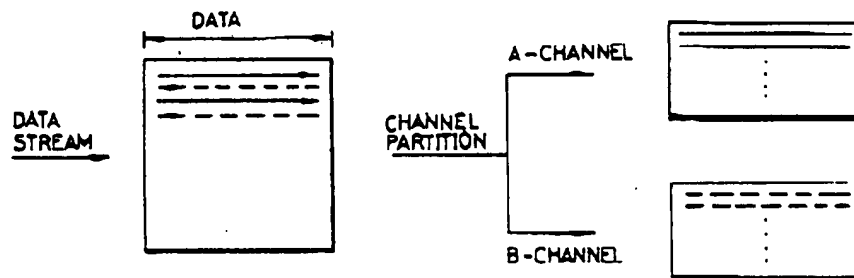 DATA
DATA
STREAM
CHANNEL
PARTITION
A-CHANNEL
B-CHANNEL